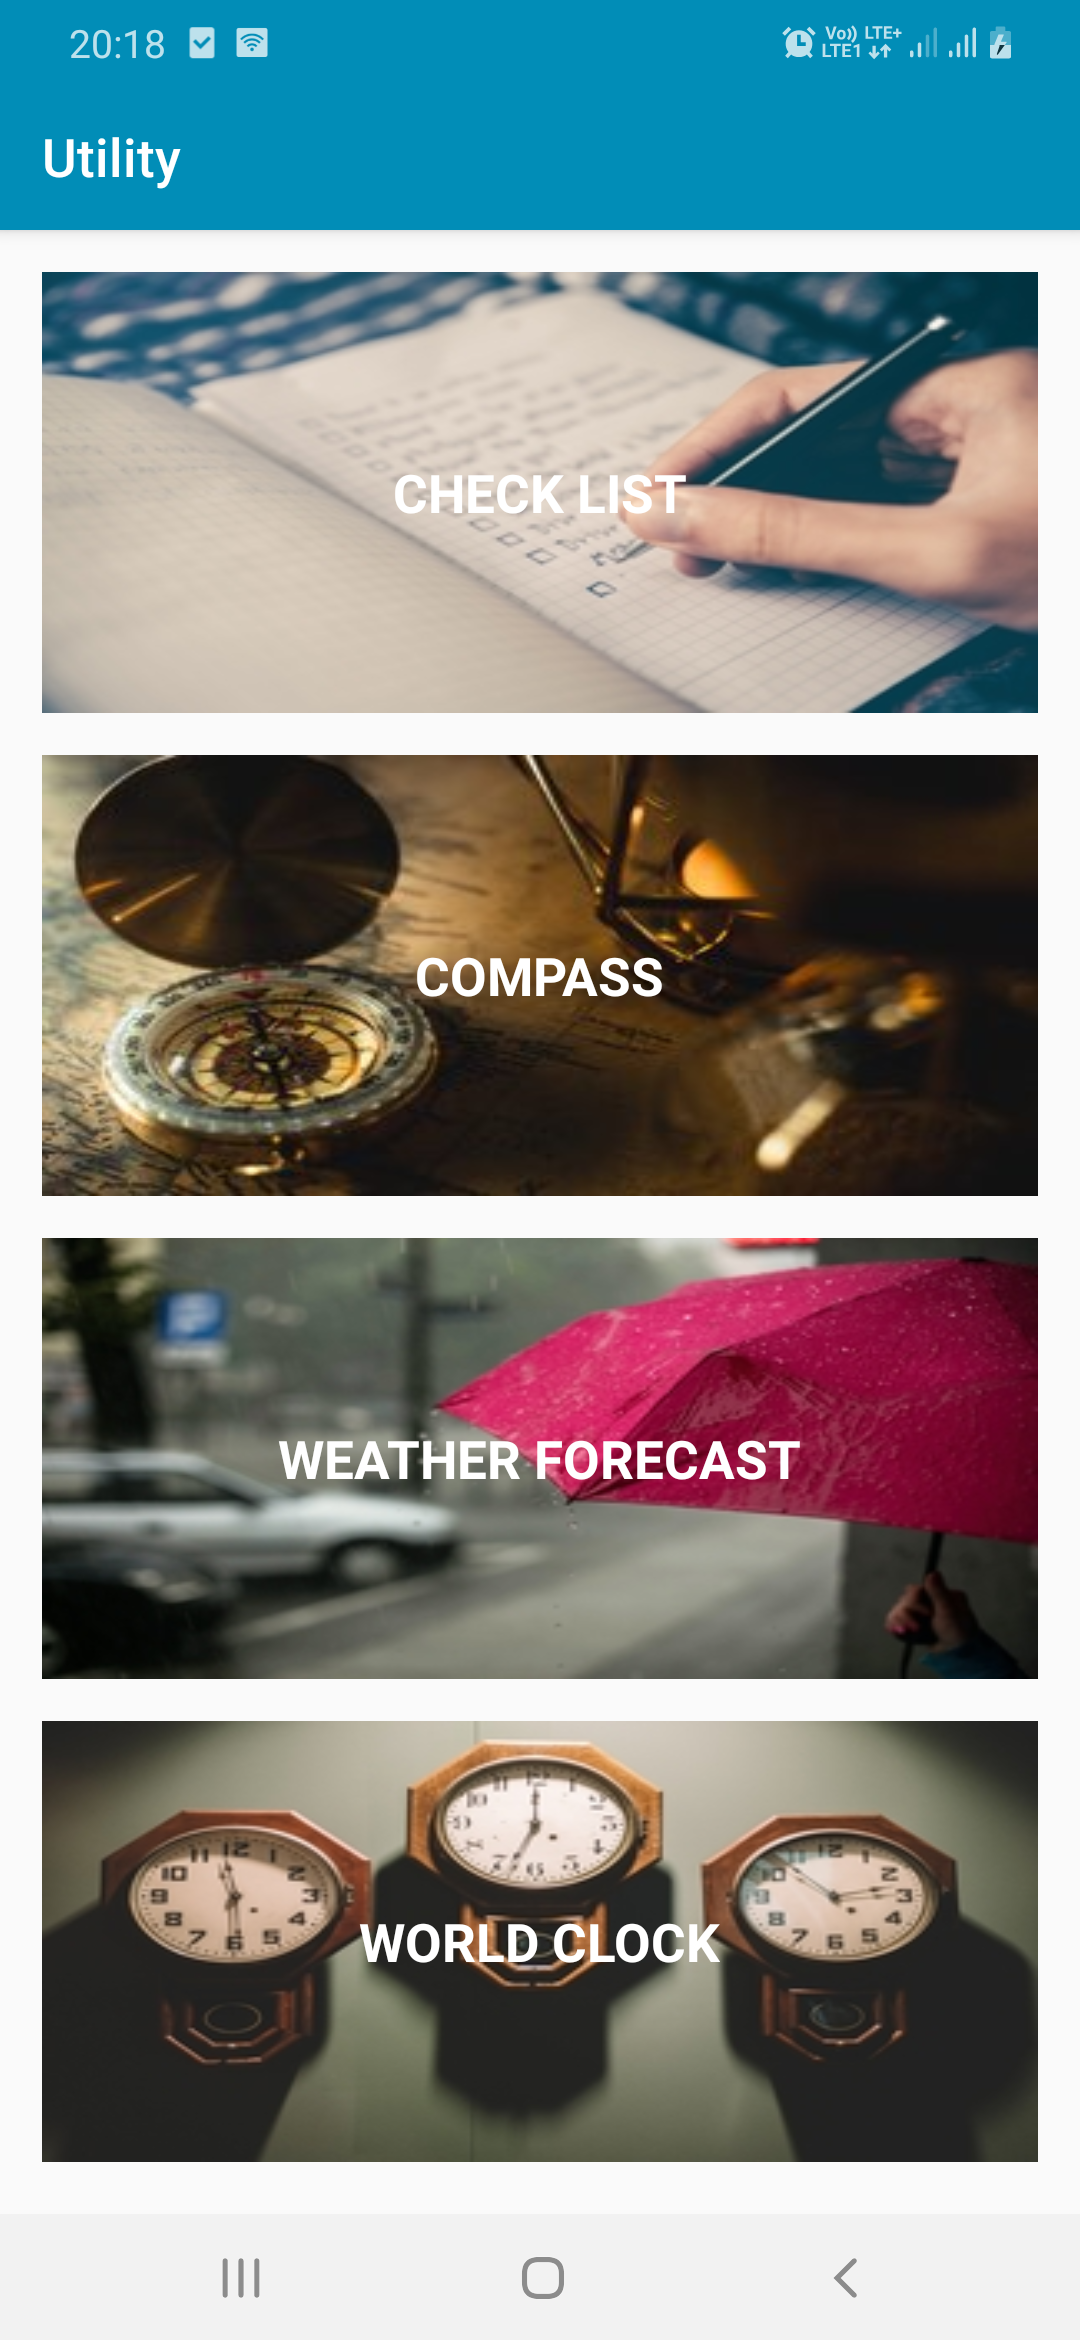 20:18
Vo)) LTE+
LTE1
Utility
CHECK LIST
COMPASS
WEATHER FORECAST
WORLD CLOCK